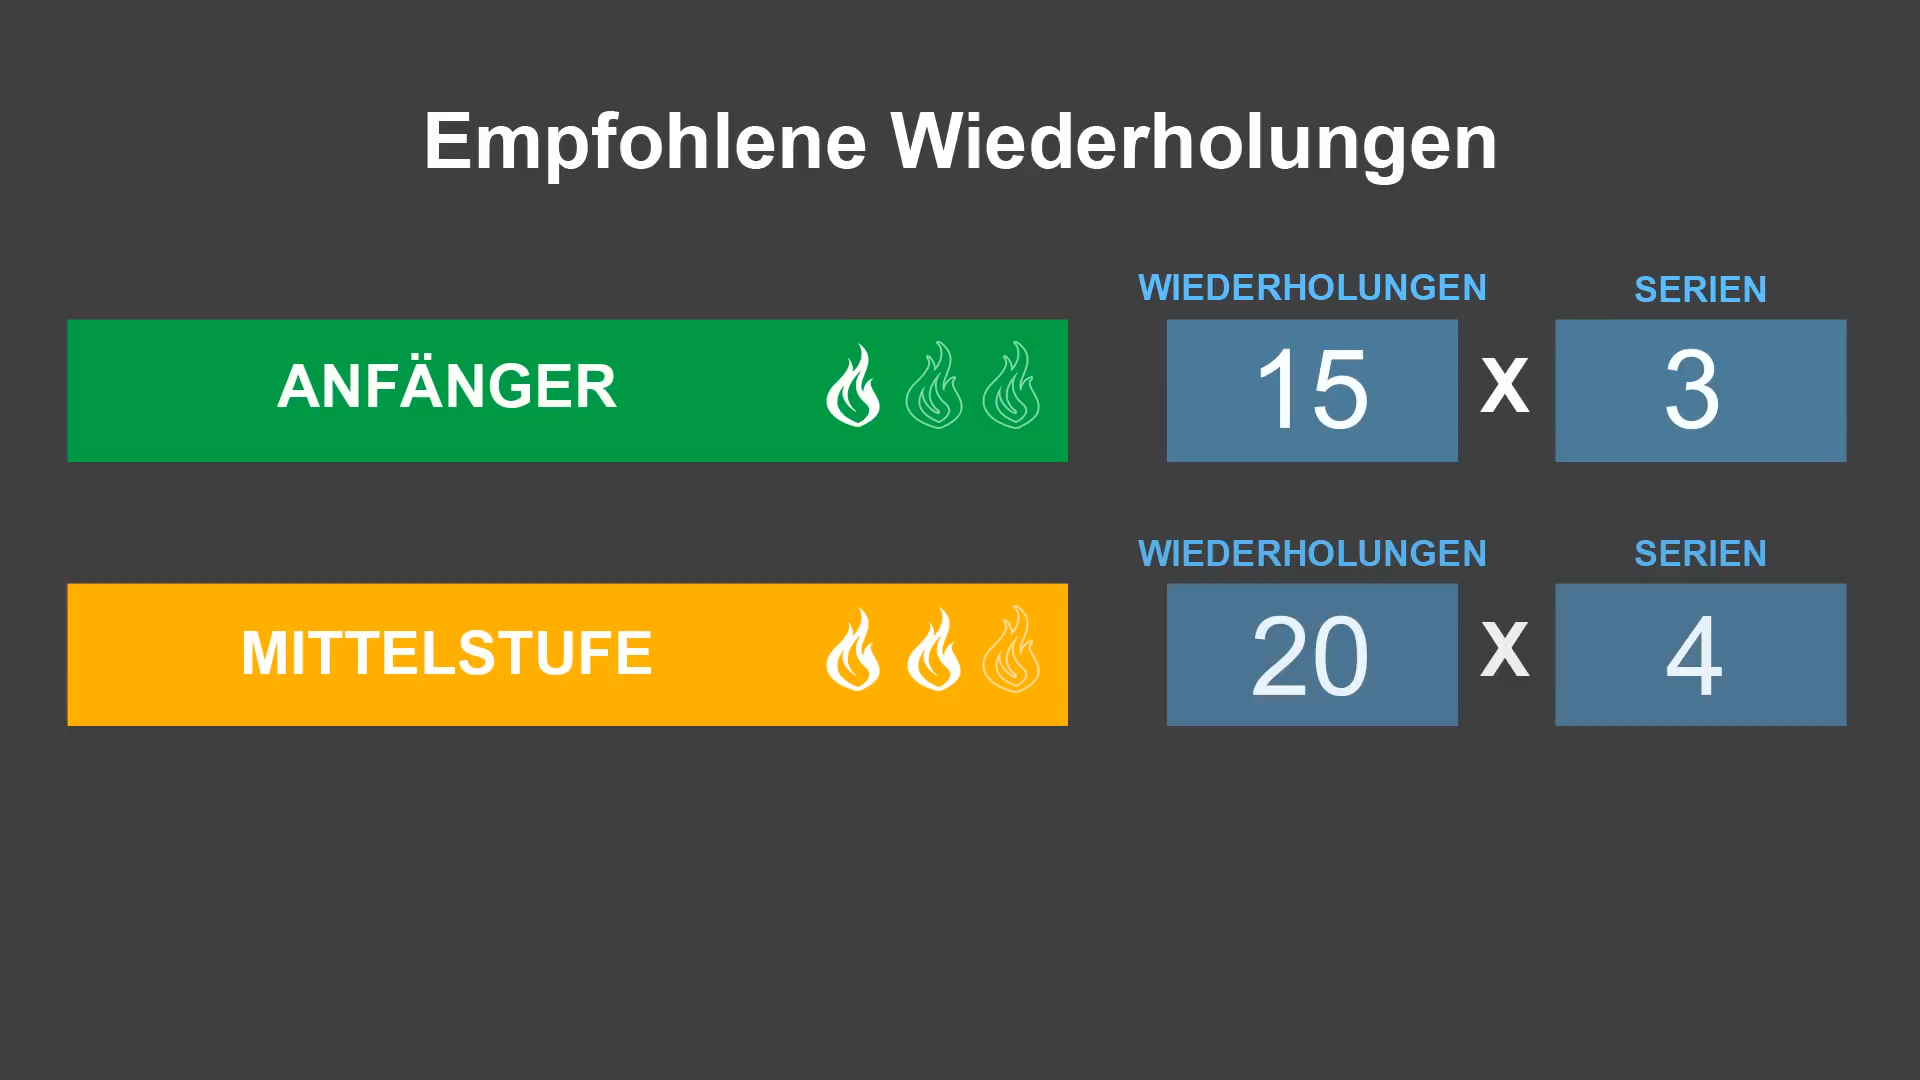 Empfohlene Wiederholungen
WIEDERHOLUNGEN SERIEN
ANFÄNGER 15 X 3
WIEDERHOLUNGEN SERIEN
MITTELSTUFE 20 X 4